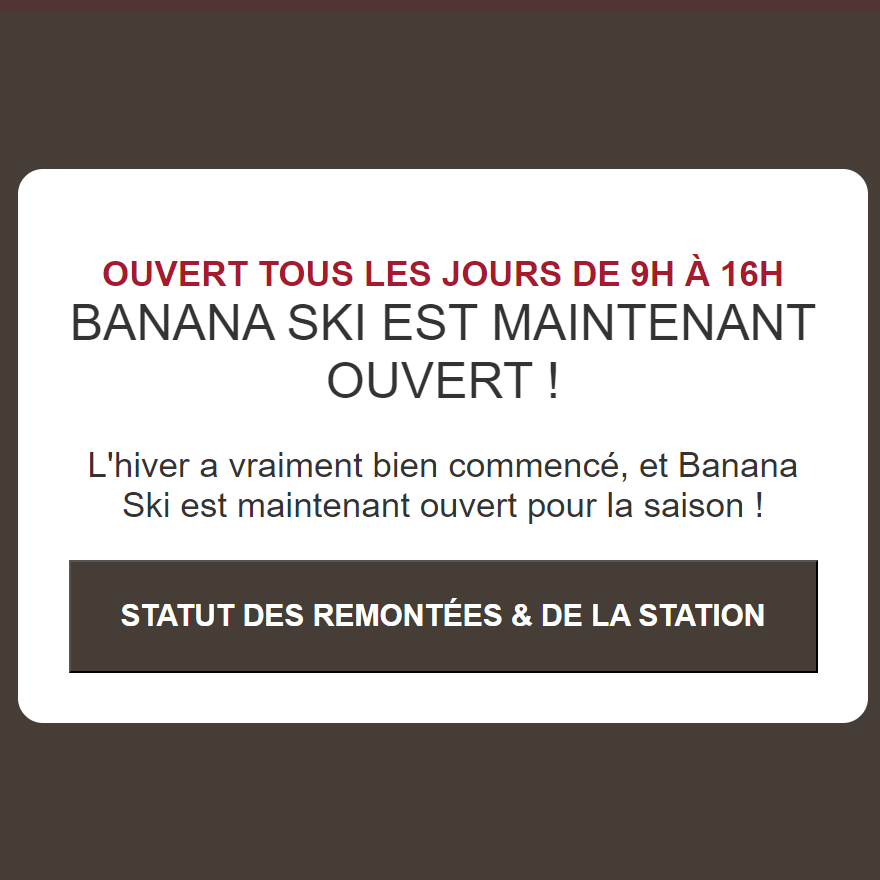 OUVERT TOUS LES JOURS DE 9H À 16H
BANANA SKI EST MAINTENANT
OUVERT !
L'hiver a vraiment bien commencé, et Banana
Ski est maintenant ouvert pour la saison !
STATUT DES REMONTÉES & DE LA STATION